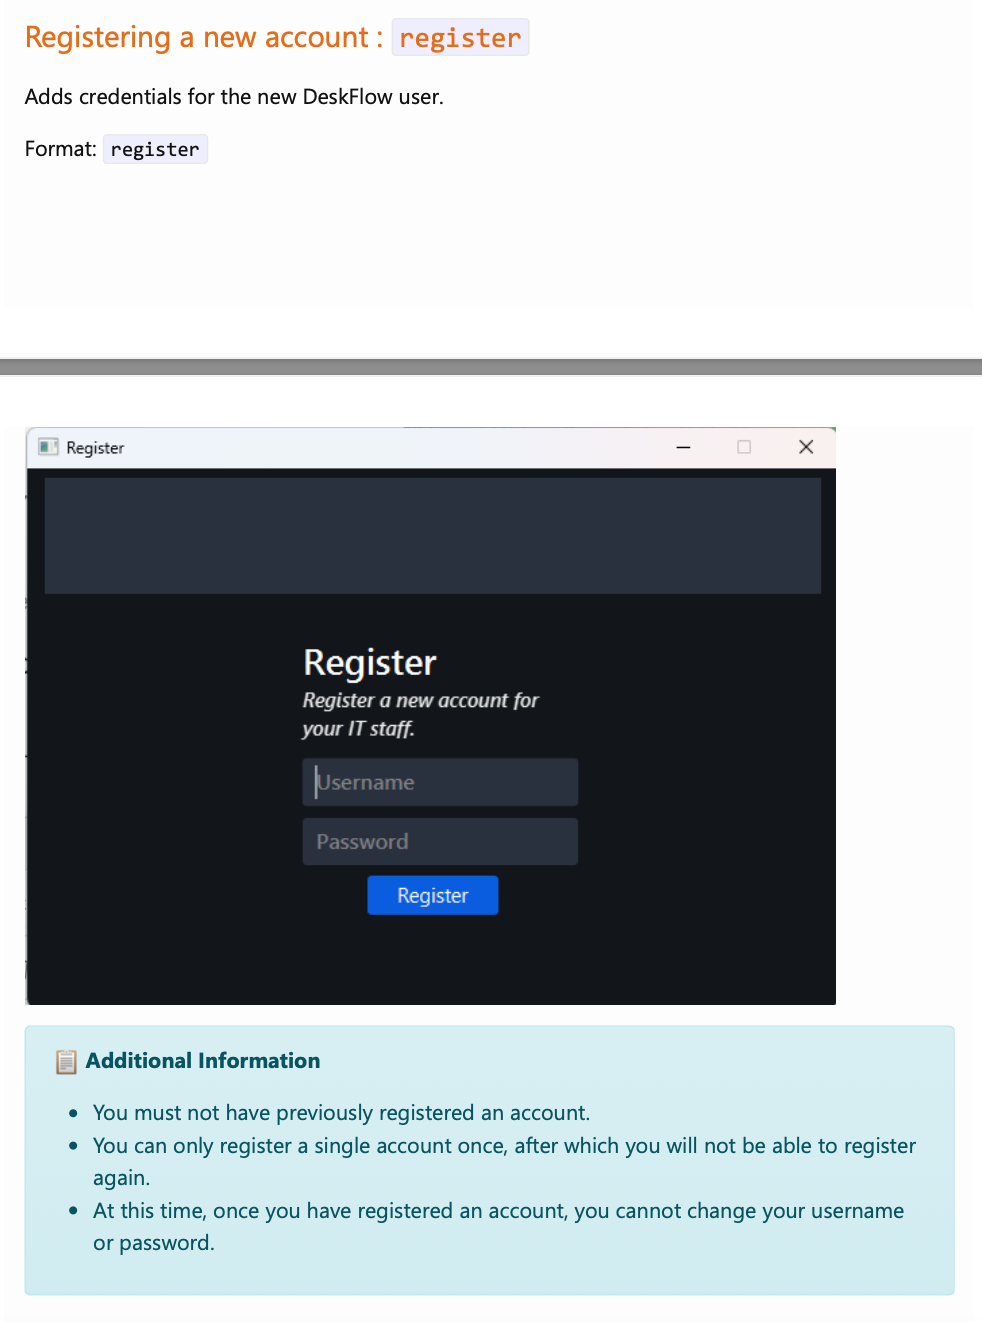 Registering a new account : register
Adds credentials for the new DeskFlow user.
Format: register
Register
Register
Register a new account for
your IT staff.
Username
Password
Register
Additional Information
You must not have previously registered an account.
You can only register a single account once, after which you will not be able to register
again.
At this time, once you have registered an account, you cannot change your username
or password.